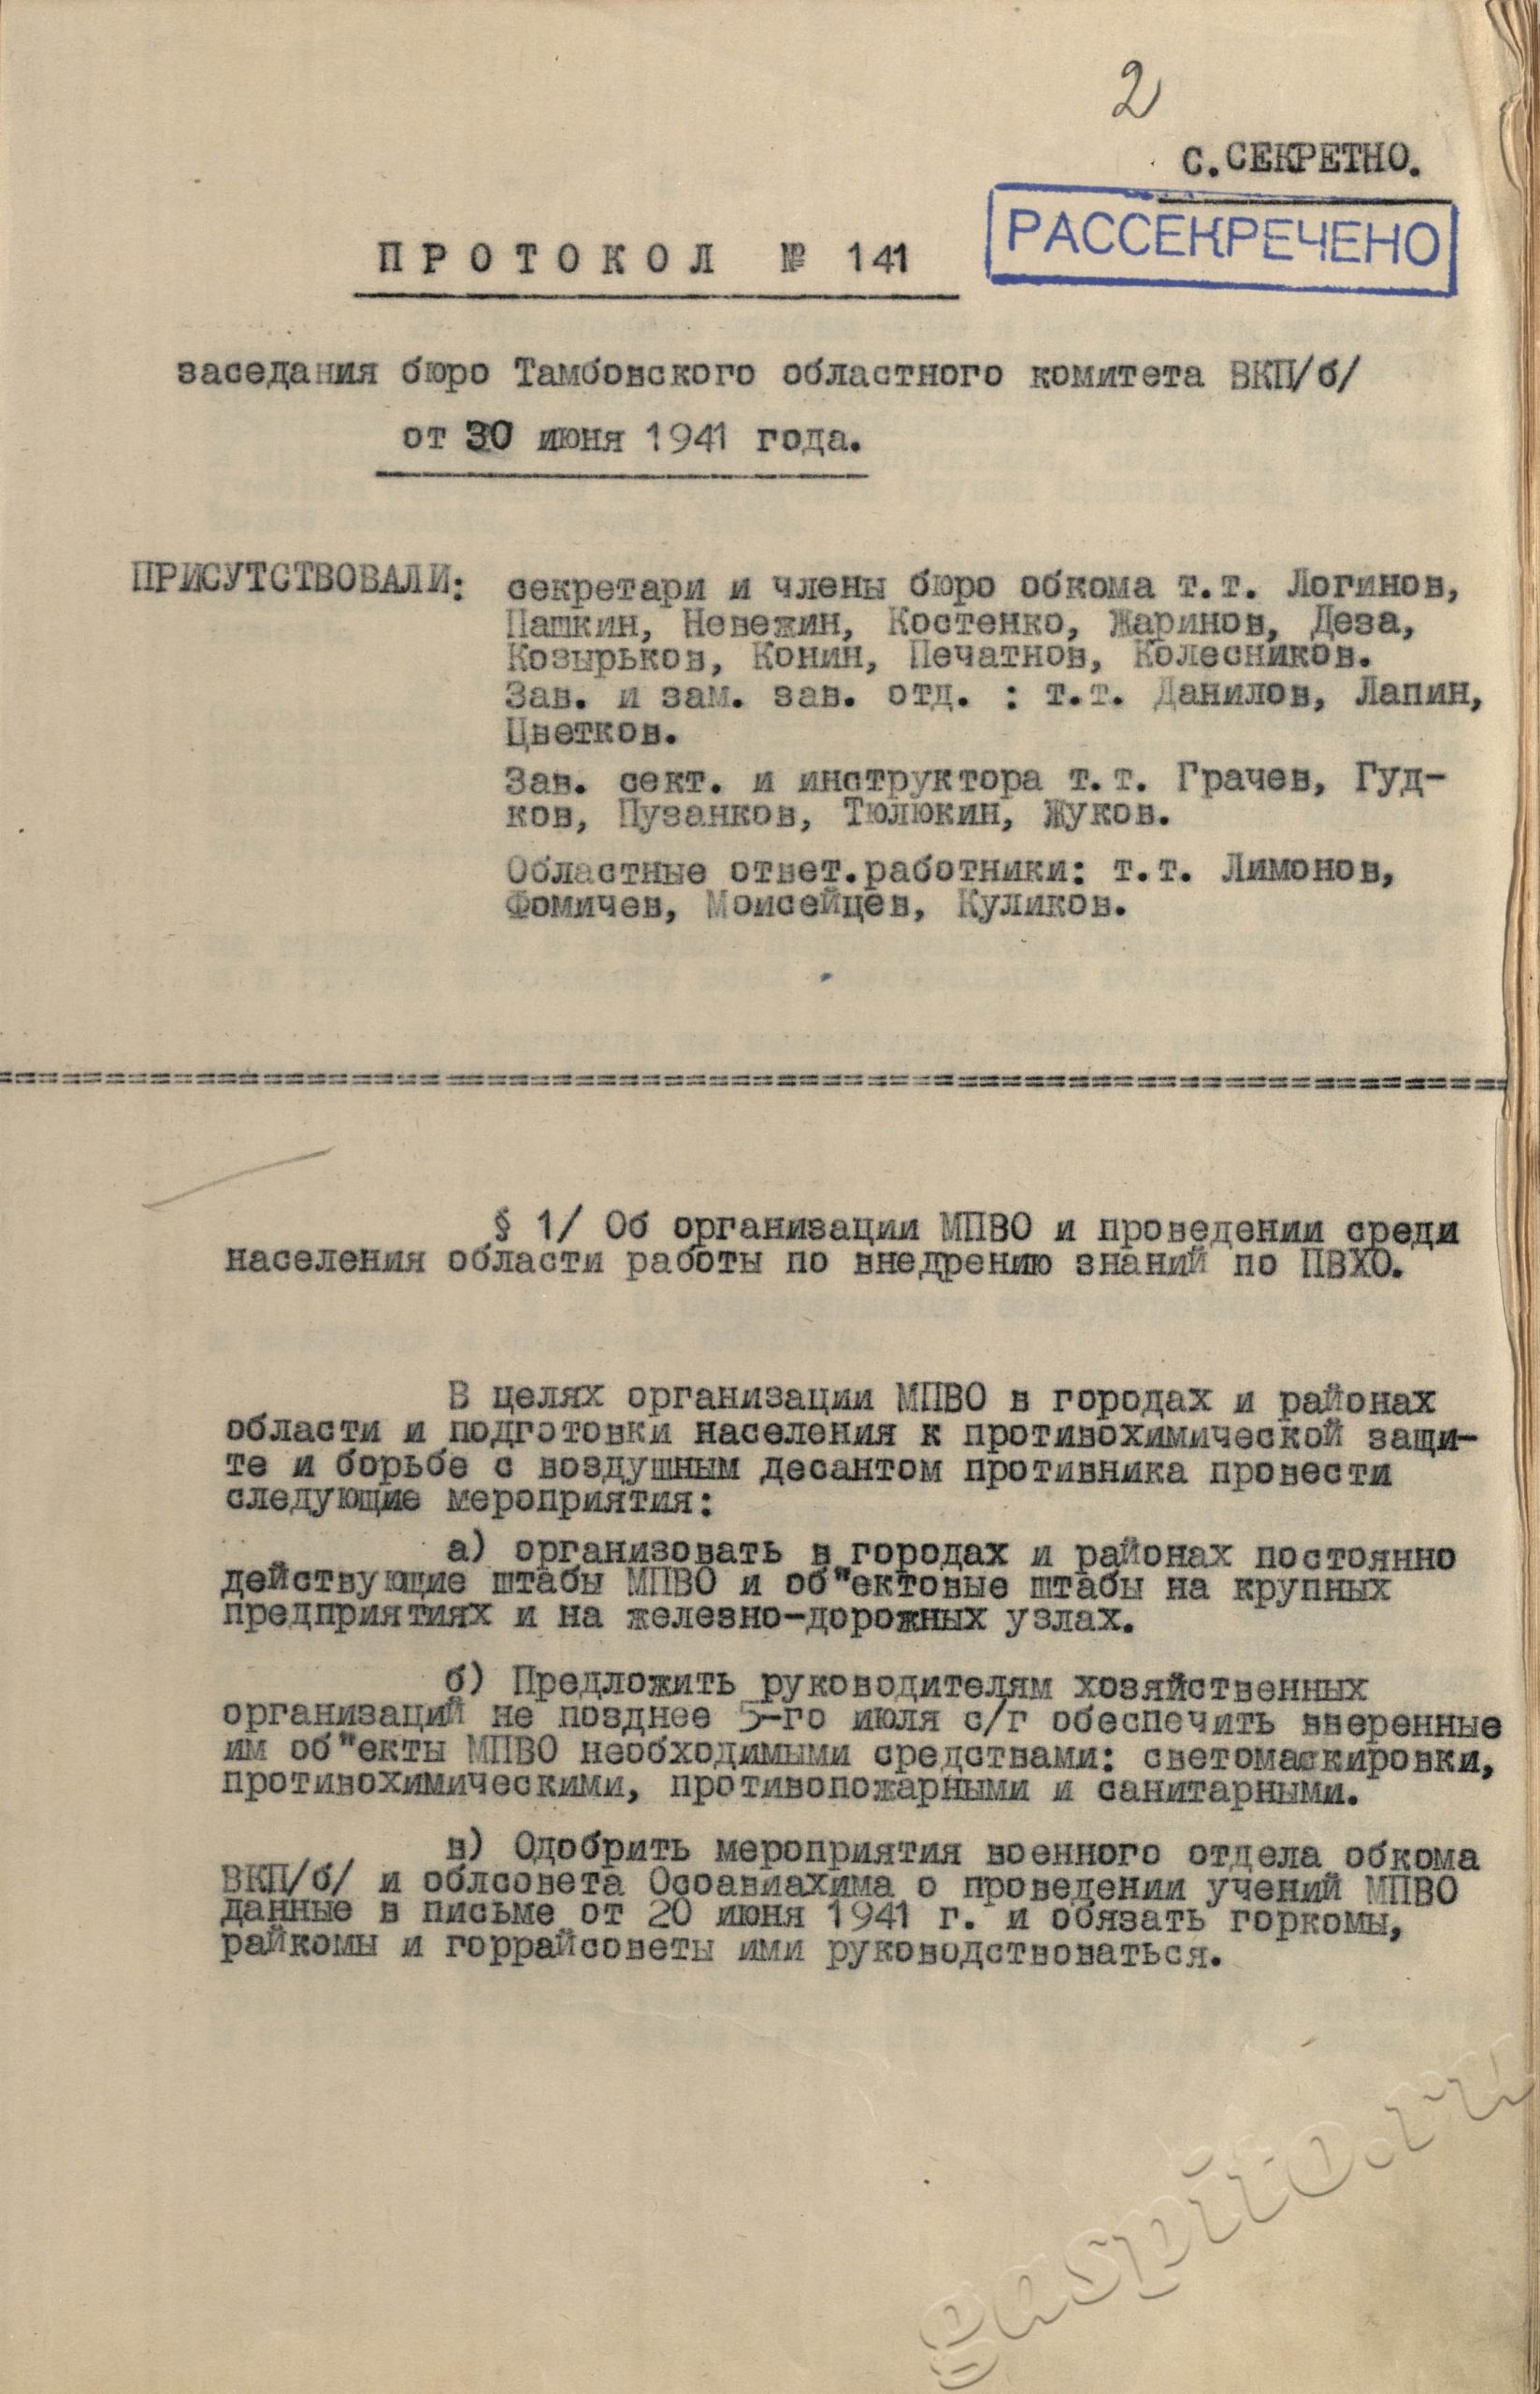 2
с.СЕКРЕТНО.
РАССЕКРЕЧЕНО
ПРОТОКОЛ № 141
заседания бюро Тамбовского областного комитета ВКП/б/
от 30 июня 1941 года.
ПРИСУТСТВОВАЛИ: секретари и члены бюро обкома т.т. Логинов,
Пашкин, Невежин, Костенко, Жаринов, Деза,
Козырьков, Конин, Печатнов, Колесников.
Зав. и зам. зав. отд. : т.т. Данилов, Лапин,
Цветков.
Зав. сект. и инструктора т.т. Грачев, Гуд-
ков, Пузанков, Тюлюкин, Жуков.
Областные ответ.работники: т.т. Лимонов,
Фомичев, Моисейцев, Куликов.
§ 1/ Об организации МПВО и проведении среди
населения области работы по внедрению знаний по ПВХО.
В целях организации МПВО в городах и районах
области и подготовки населения к противохимической защи-
те и борьбе с воздушным десантом противника провести
следующие мероприятия:
а) организовать в городах и районах постоянно
действующие штабы МПВО и об"ектовые штабы на крупных
предприятиях и на железно-дорожных узлах.
б) Предложить руководителям хозяйственных
организаций не позднее 5-го июля с/г обеспечить вверенные
им об"екты МПВО необходимыми средствами: светомаскировки,
противохимическими, противопожарными и санитарными.
в) Одобрить мероприятия военного отдела обкома
ВКП/б/ и облсовета Осоавиахима о проведении учений МПВО
данные в письме от 20 июня 1941 г. и обязать горкомы,
райкомы и горрайсоветы ими руководствоваться.
gaspito.ru